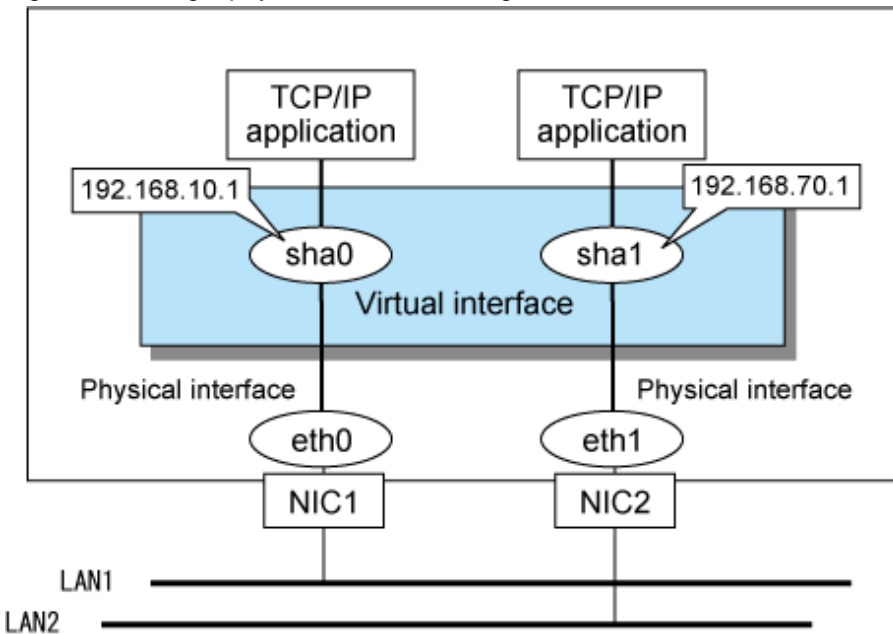 TCP/IP
application
TCP/IP
application
192.168.10.1
192.168.70.1
sha0
sha1
Virtual interface
Physical interface
Physical interface
eth0
eth1
NIC1
NIC2
LAN1
LAN2